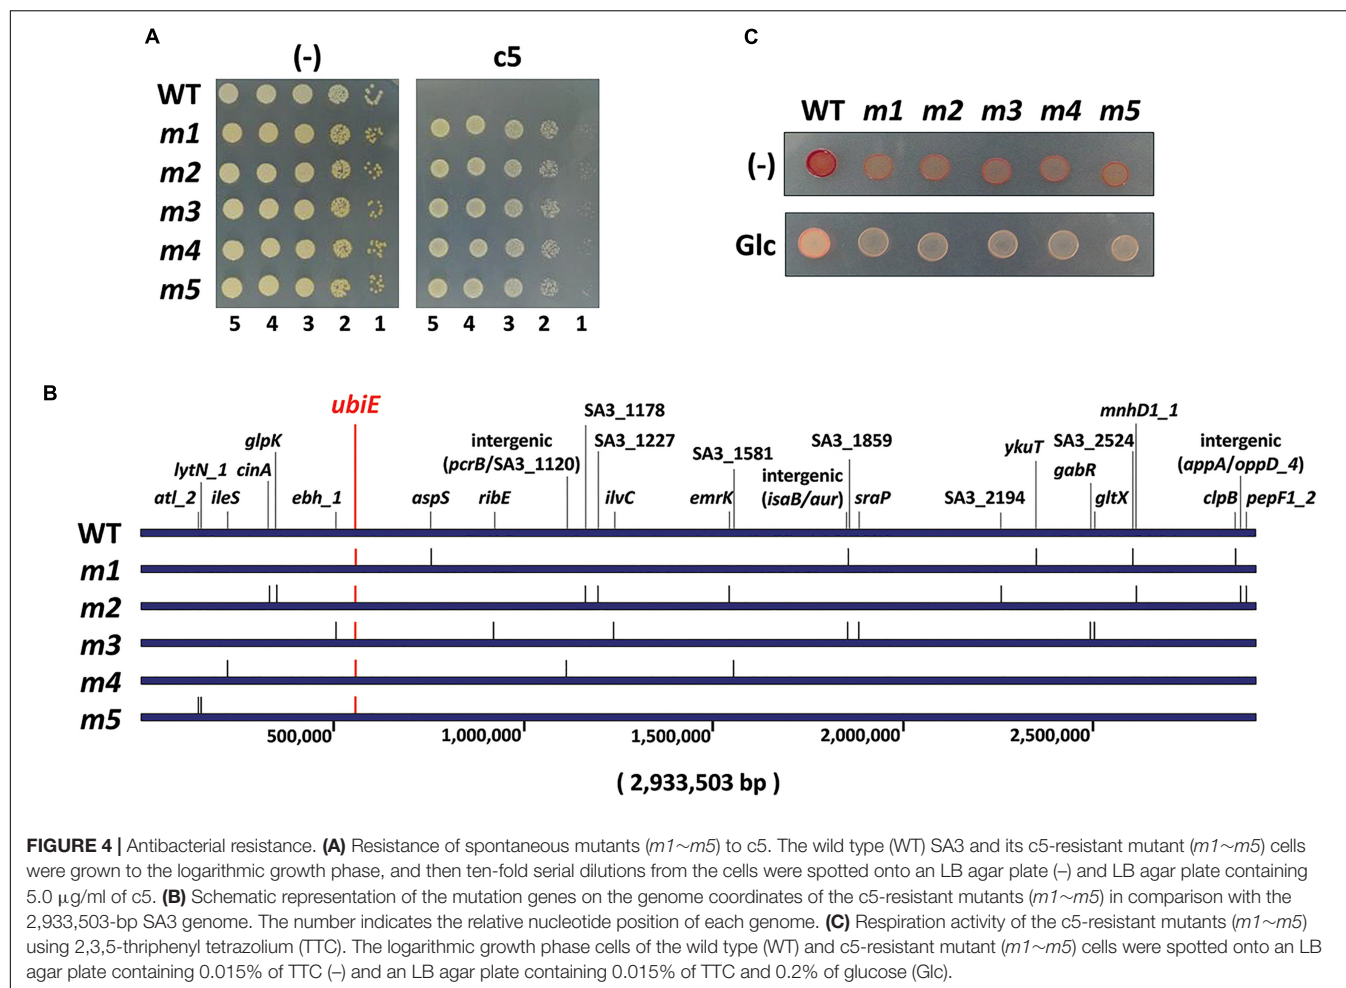 A
(-)
c5
WT
m1
m2
m3
m4
m5
5 4 3 2 1
5 4 3 2 1
C
WT m1 m2 m3 m4 m5
(-)
Glc
B
ubiE
SA3_1178
mnhD1_1
glpK
intergenic
SA3_1227
SA3_1859
ykuT
SA3_2524
intergenic
lytN_1
cinA
(pcrB/SA3_1120)
SA3_1581
intergenic
gabR
(appA/oppD_4)
atl_2
ileS
ebh_1
aspS
ribE
ilvC
emrK
(isaB/aur)
sraP
SA3_2194
gltX
clpB
pepF1_2
WT
m1
m2
m3
m4
m5
500,000 1,000,000 1,500,000 2,000,000 2,500,000
( 2,933,503 bp )
FIGURE 4 | Antibacterial resistance. (A) Resistance of spontaneous mutants (m1~m5) to c5. The wild type (WT) SA3 and its c5-resistant mutant (m1~m5) cells
were grown to the logarithmic growth phase, and then ten-fold serial dilutions from the cells were spotted onto an LB agar plate (–) and LB agar plate containing
5.0 μg/ml of c5. (B) Schematic representation of the mutation genes on the genome coordinates of the c5-resistant mutants (m1~m5) in comparison with the
2,933,503-bp SA3 genome. The number indicates the relative nucleotide position of each genome. (C) Respiration activity of the c5-resistant mutants (m1~m5)
using 2,3,5-thriphenyl tetrazolium (TTC). The logarithmic growth phase cells of the wild type (WT) and c5-resistant mutant (m1~m5) cells were spotted onto an LB
agar plate containing 0.015% of TTC (–) and an LB agar plate containing 0.015% of TTC and 0.2% of glucose (Glc).